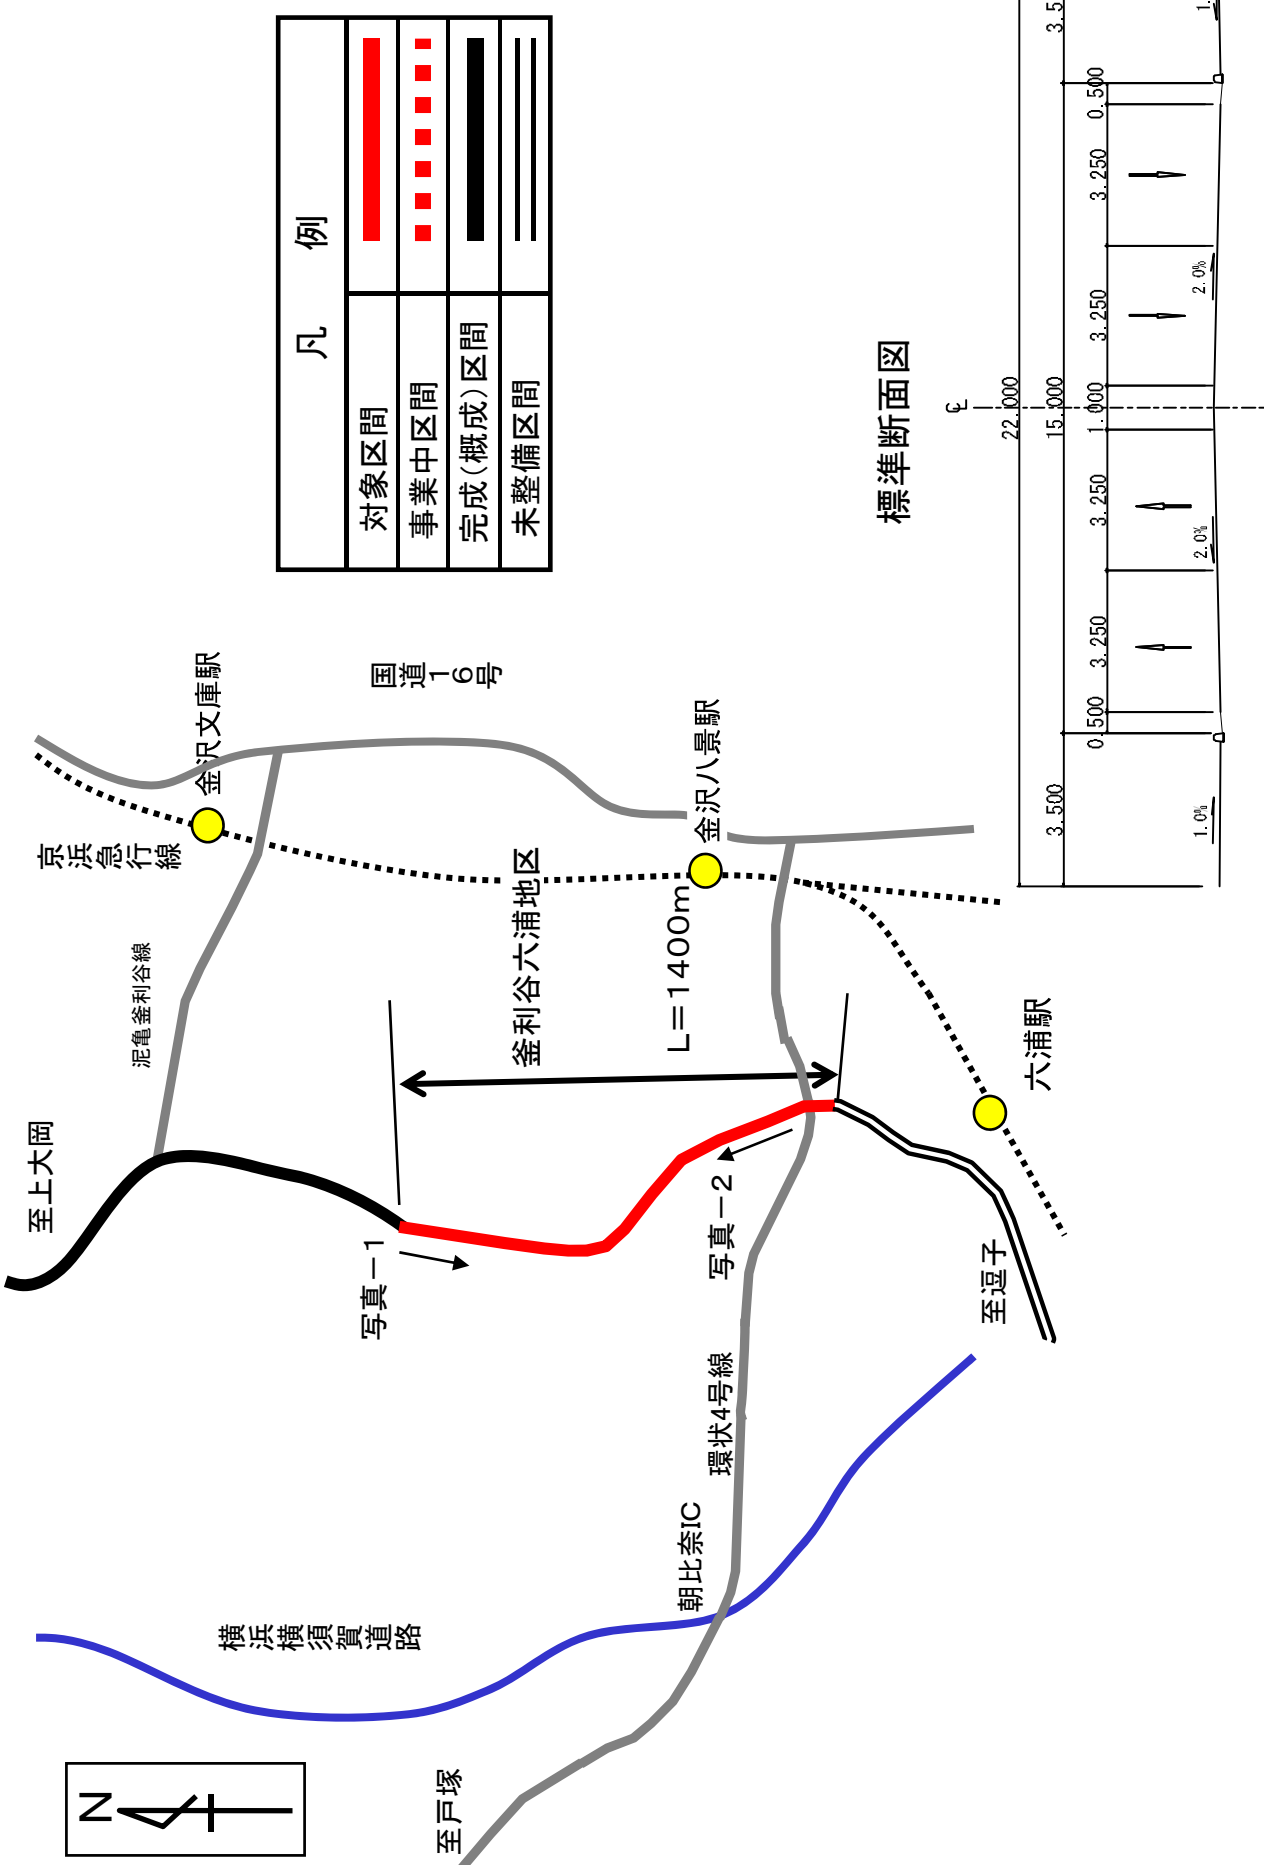 N
至戸塚
横浜横須賀道路
朝比奈IC
環状4号線
至上大岡
写真－1
写真－2
至逗子
泥亀釜利谷線
釜利谷六浦地区
L＝1400m
六浦駅
京浜急行線
金沢文庫駅
金沢八景駅
国道16号
凡例
対象区間
事業中区間
完成(概成)区間
未整備区間
標準断面図
CL
22.000
15.000
3.500
3.5
0.500
3.250
3.250
1.000
3.250
3.250
0.500
1.0%
2.0%
2.0%
1.